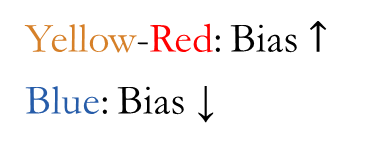 Yellow-Red: Bias ↑
Blue: Bias ↓